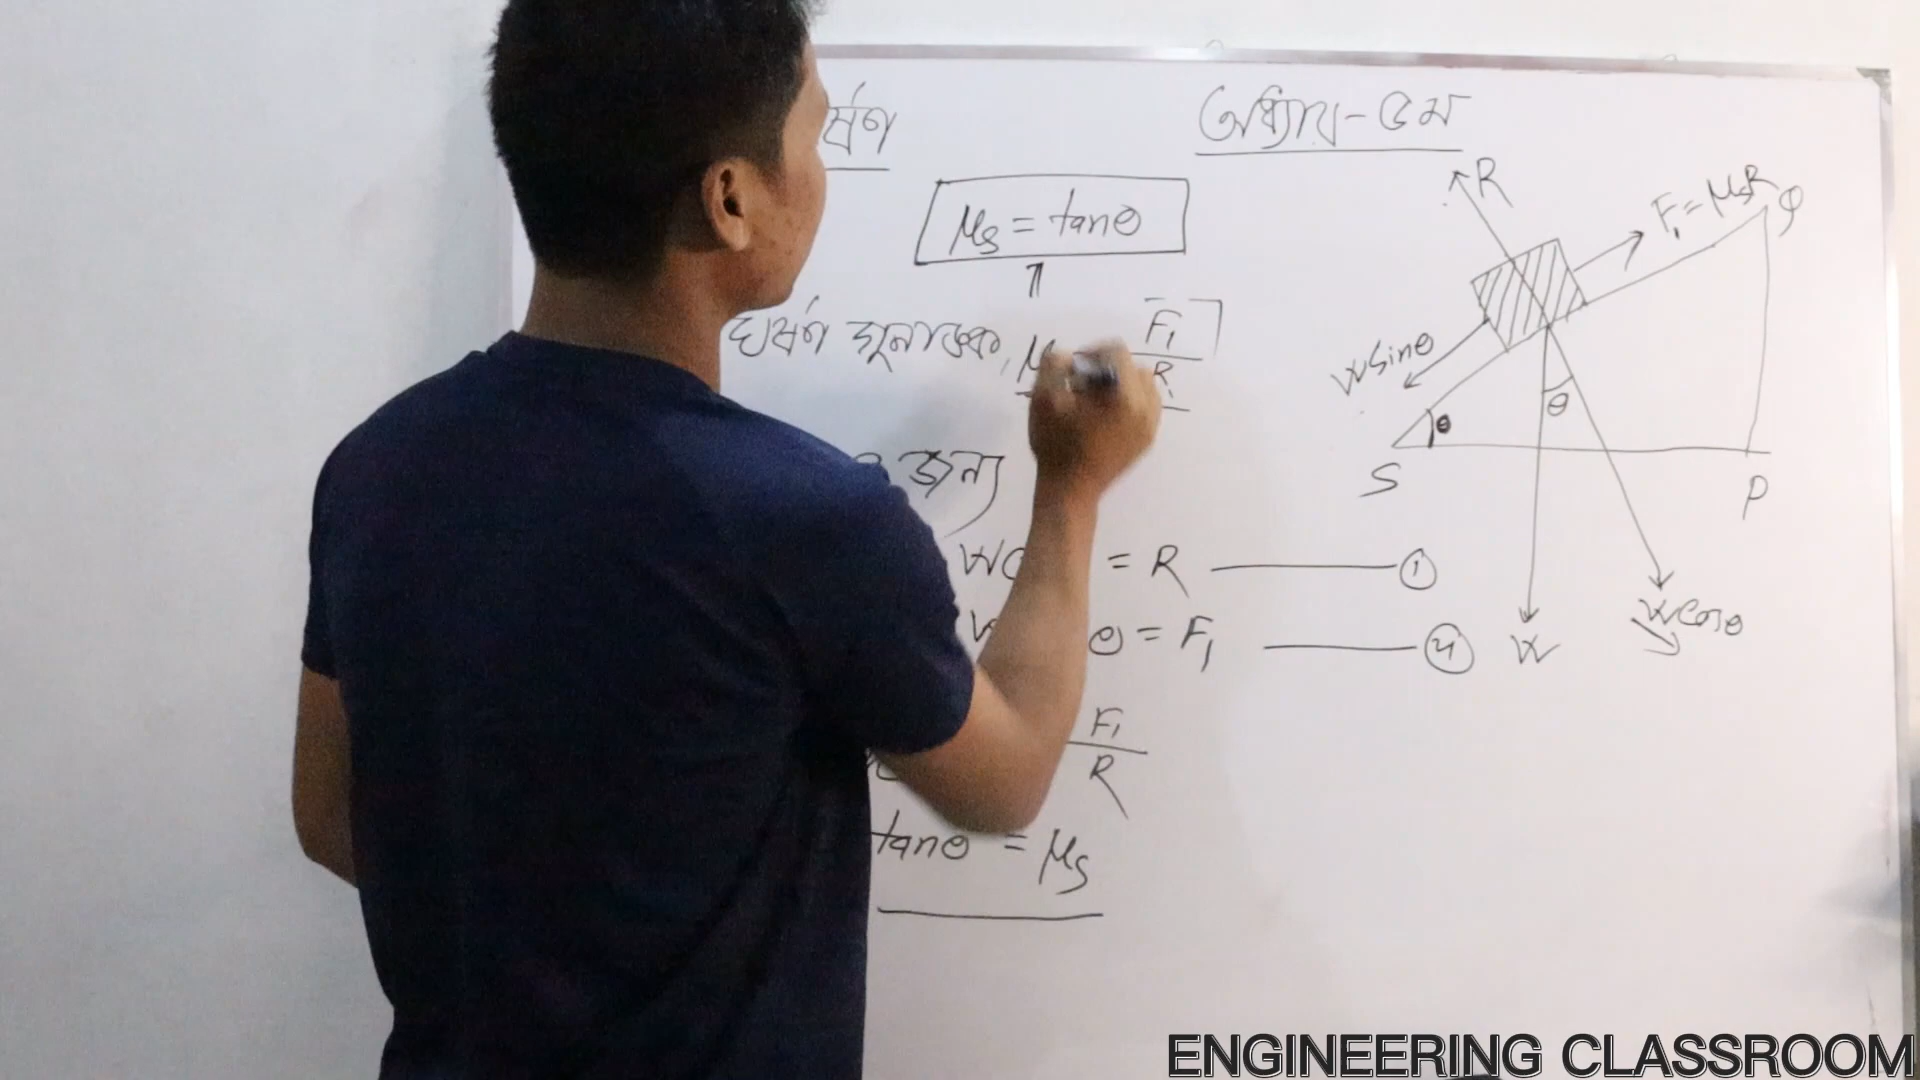 র্ষণ
অধ্যায়-৫ম
μs = tanθ
ঘর্ষণ গুনাঙ্ক, μ F₁/R
জন্য
= R ——— ①
θ = F₁ ———
F₁/R
tanθ = μs
R
F₁ = μsR
Q
Wsinθ
θ
θ
S
P
W
Wcosθ
ENGINEERING CLASSROOM